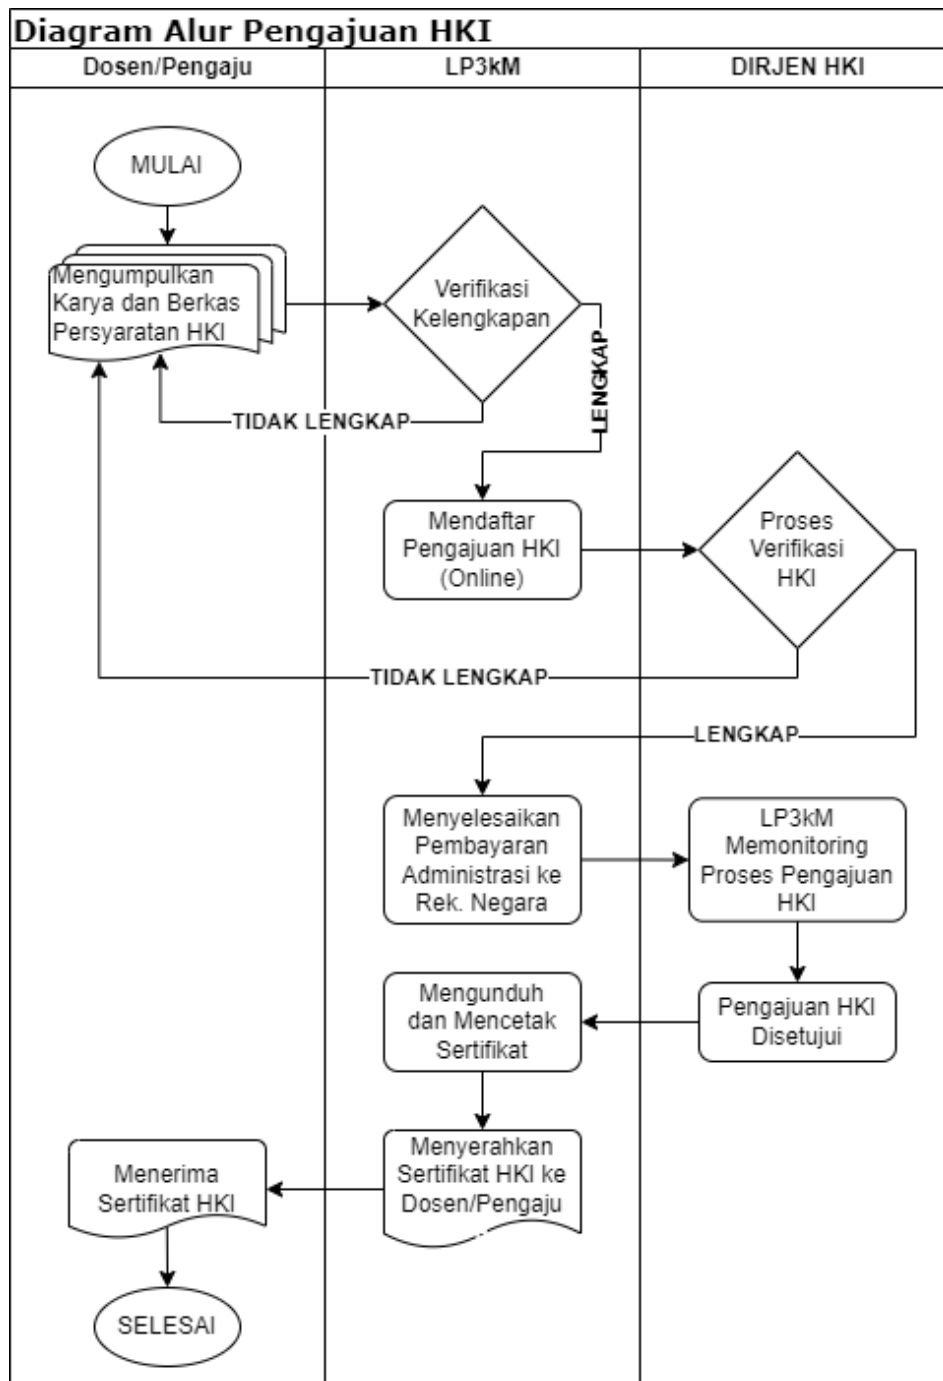 Diagram Alur Pengajuan HKI
Dosen/Pengaju
LP3kM
DIRJEN HKI
MULAI
Mengumpulkan
Karya dan Berkas
Persyaratan HKI
Verifikasi
Kelengkapan
LENGKAP
TIDAK LENGKAP
Mendaftar
Pengajuan HKI
(Online)
Proses
Verifikasi
HKI
TIDAK LENGKAP
LENGKAP
Menyelesaikan
Pembayaran
Administrasi ke
Rek. Negara
LP3kM
Memonitoring
Proses Pengajuan
HKI
Pengajuan HKI
Disetujui
Mengunduh
dan Mencetak
Sertifikat
Menyerahkan
Sertifikat HKI ke
Dosen/Pengaju
Menerima
Sertifikat HKI
SELESAI